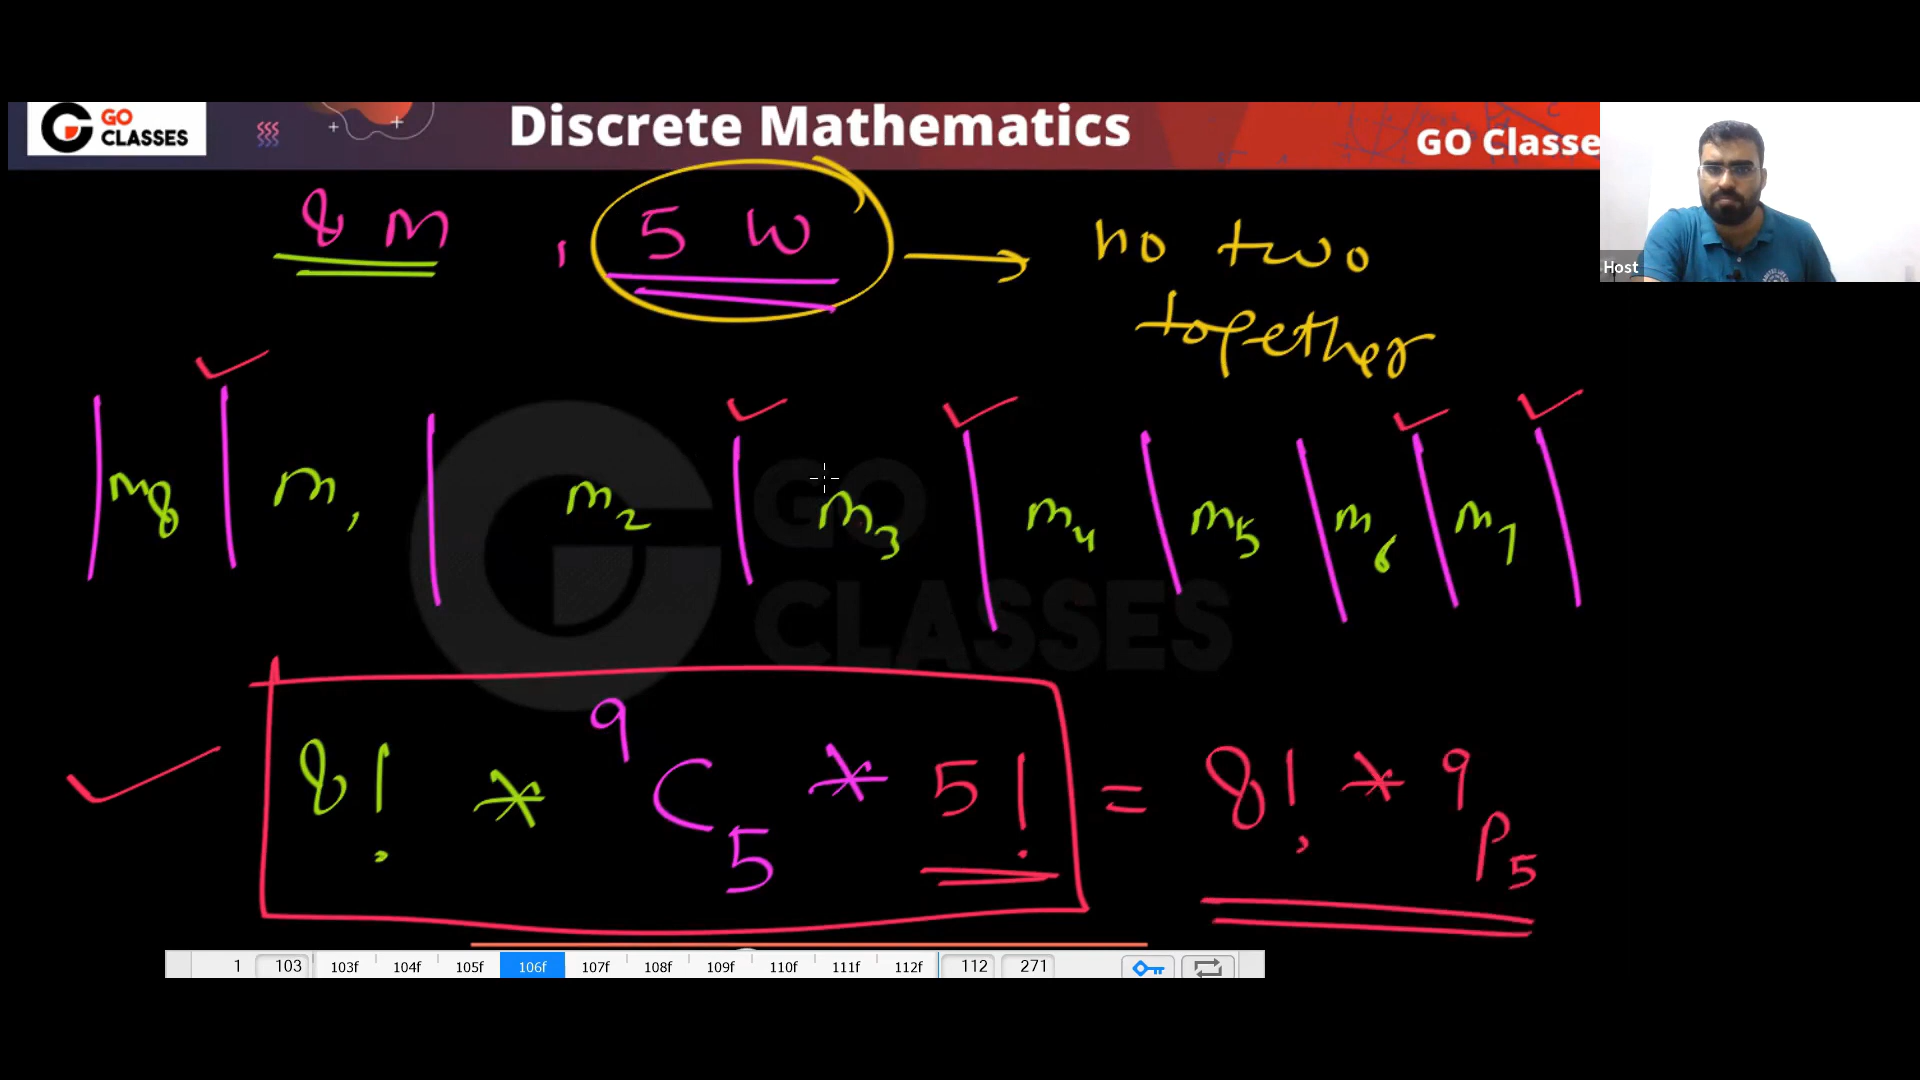 GO CLASSES
Discrete Mathematics
GO Classe
Host
8 M , 5 W → no two together
m8 m1 m2 m3 m4 m5 m6 m7
GO CLASSES
8! * 9C5 * 5! = 8! * 9P5
1 103 103f 104f 105f 106f 107f 108f 109f 110f 111f 112f 112 271